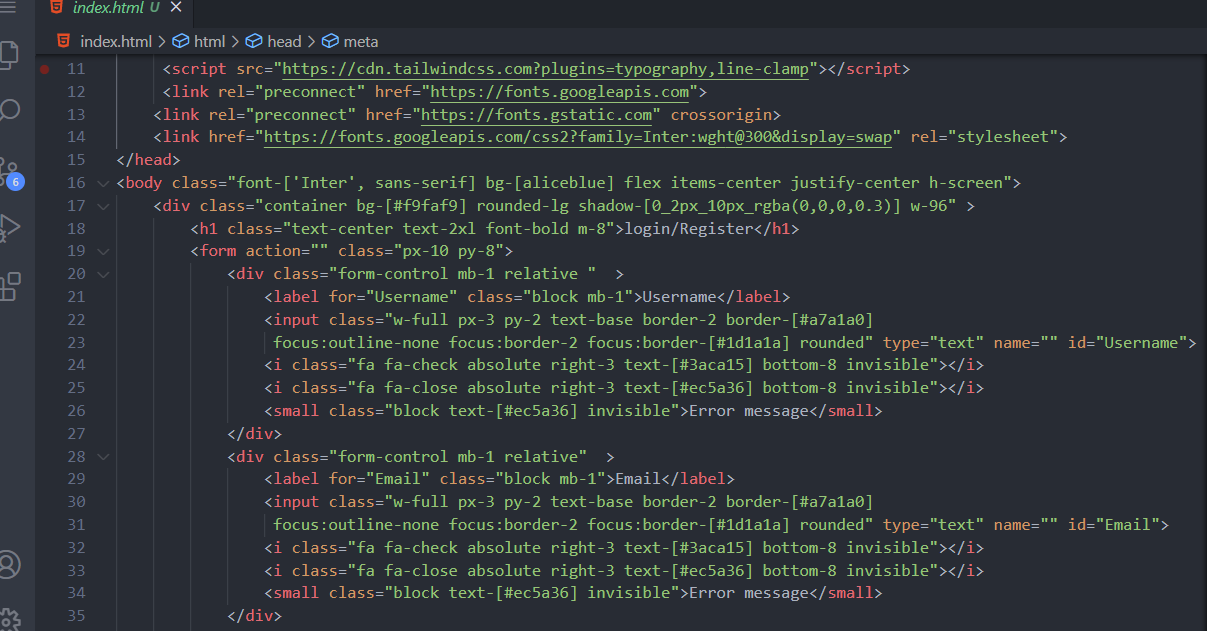 index.html U ×
index.html > html > head > meta
11 <script src="https://cdn.tailwindcss.com?plugins=typography,line-clamp"></script>
12 <link rel="preconnect" href="https://fonts.googleapis.com">
13 <link rel="preconnect" href="https://fonts.gstatic.com" crossorigin>
14 <link href="https://fonts.googleapis.com/css2?family=Inter:wght@300&display=swap" rel="stylesheet">
15 </head>
16 <body class="font-['Inter', sans-serif] bg-[aliceblue] flex items-center justify-center h-screen">
17 <div class="container bg-[#f9faf9] rounded-lg shadow-[0_2px_10px_rgba(0,0,0,0.3)] w-96" >
18 <h1 class="text-center text-2xl font-bold m-8">login/Register</h1>
19 <form action="" class="px-10 py-8">
20 <div class="form-control mb-1 relative "  >
21 <label for="Username" class="block mb-1">Username</label>
22 <input class="w-full px-3 py-2 text-base border-2 border-[#a7a1a0]
23 focus:outline-none focus:border-2 focus:border-[#1d1a1a] rounded" type="text" name="" id="Username">
24 <i class="fa fa-check absolute right-3 text-[#3aca15] bottom-8 invisible"></i>
25 <i class="fa fa-close absolute right-3 text-[#ec5a36] bottom-8 invisible"></i>
26 <small class="block text-[#ec5a36] invisible">Error message</small>
27 </div>
28 <div class="form-control mb-1 relative"  >
29 <label for="Email" class="block mb-1">Email</label>
30 <input class="w-full px-3 py-2 text-base border-2 border-[#a7a1a0]
31 focus:outline-none focus:border-2 focus:border-[#1d1a1a] rounded" type="text" name="" id="Email">
32 <i class="fa fa-check absolute right-3 text-[#3aca15] bottom-8 invisible"></i>
33 <i class="fa fa-close absolute right-3 text-[#ec5a36] bottom-8 invisible"></i>
34 <small class="block text-[#ec5a36] invisible">Error message</small>
35 </div>
6